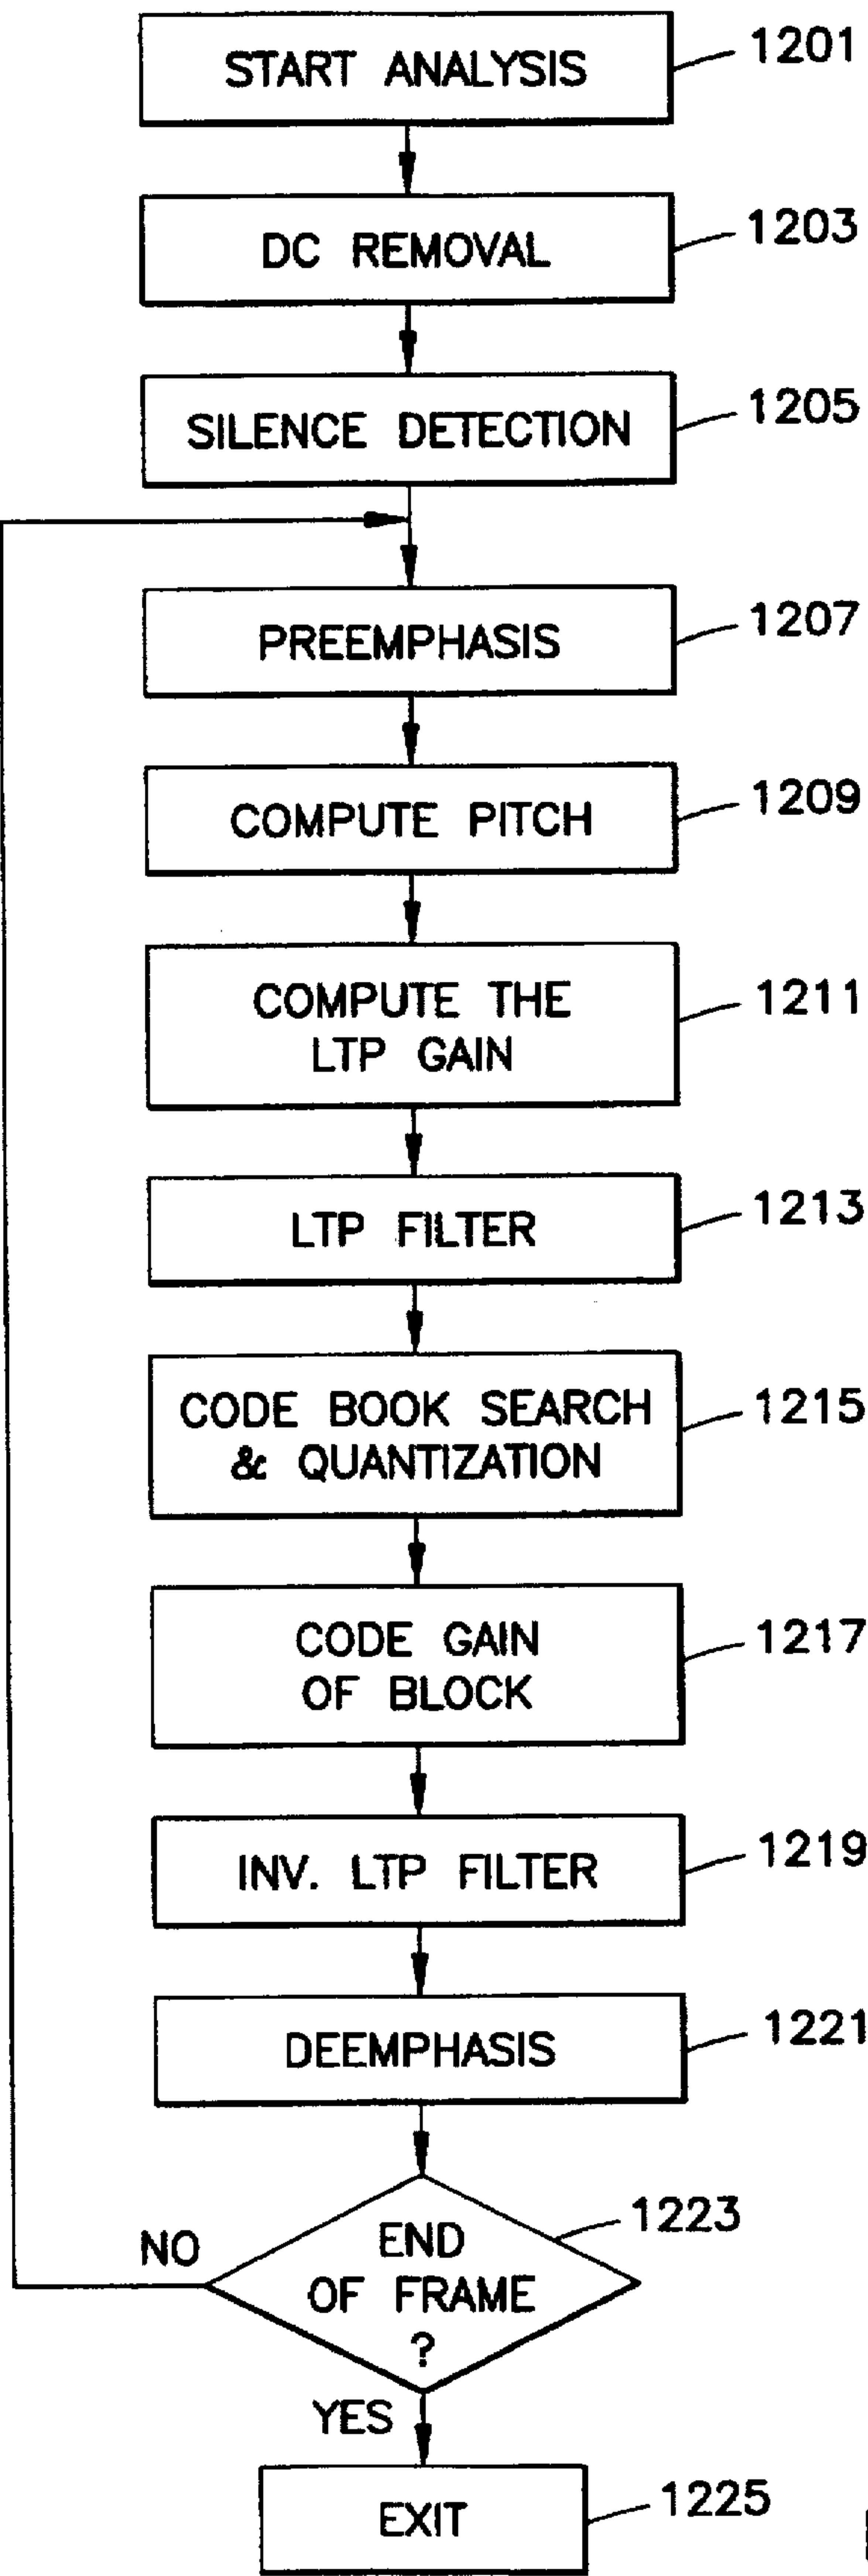 START ANALYSIS
1201
DC REMOVAL
1203
SILENCE DETECTION
1205
PREEMPHASIS
1207
COMPUTE PITCH
1209
COMPUTE THE
LTP GAIN
1211
LTP FILTER
1213
CODE BOOK SEARCH
& QUANTIZATION
1215
CODE GAIN
OF BLOCK
1217
INV. LTP FILTER
1219
DEEMPHASIS
1221
END
OF FRAME
?
1223
NO
YES
EXIT
1225